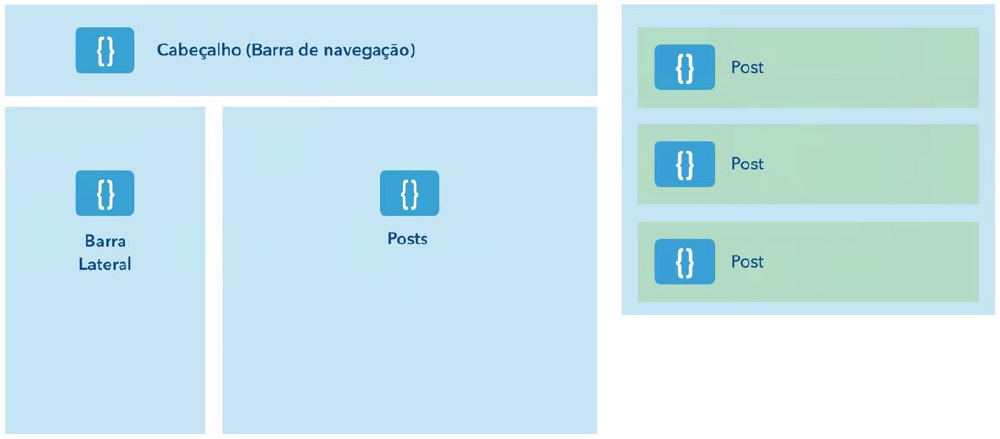 {} Cabeçalho (Barra de navegação)
{}
Barra
Lateral
{}
Posts
{} Post
{} Post
{} Post